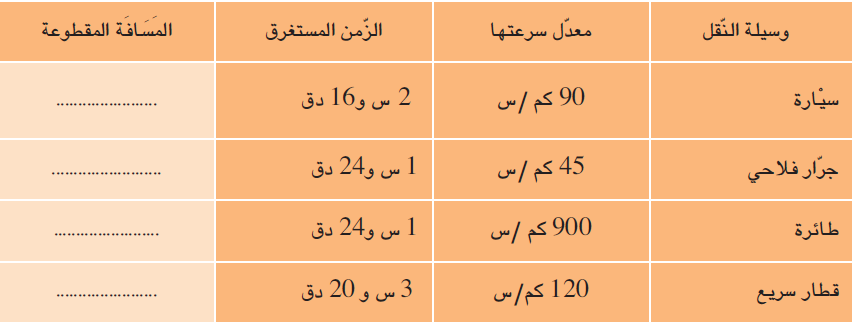 وسيلة النّقل	معدّل سرعتها	الزّمن المستغرق	المَسَافَة المقطوعة
سيْارة	90 كم /س	2 س و16 دق	.......................
جرّار فلاحي	45 كم /س	1 س و24 دق	.........................
طائرة	900 كم /س	1 س و24 دق	........................
قطار سريع	120 كم/س	3 س و 20 دق	.......................